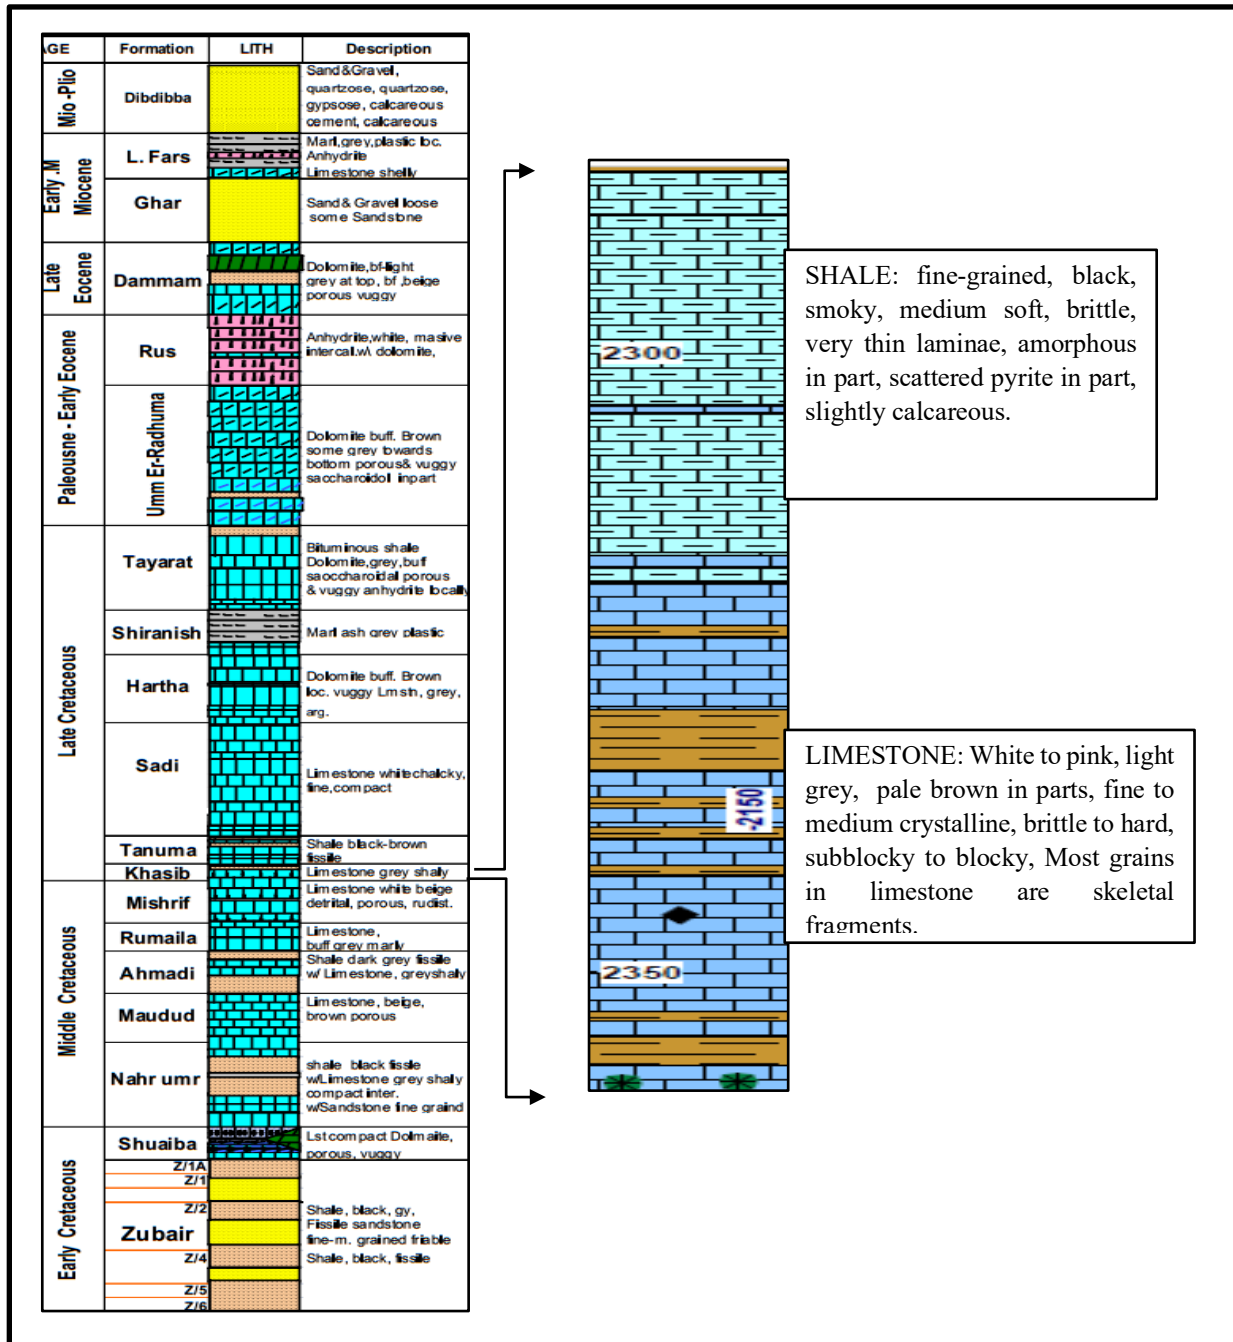 AGE Formation LITH Description
Mio -Plio
Dibdibba
Sand&Gravel,
quartzose, quartzose,
gypsose, calcareous
cement, calcareous
Early .M
Miocene
L. Fars
Marl,grey,plastic loc.
Anhydrite
Limestone shelly
Ghar
Sand& Gravel loose
some Sandstone
Late
Eocene
Dammam
Dolomite,bf-light
grey at top, bf ,beige
porous vuggy
Paleousne - Early Eocene
Rus
Anhydrite,white, masive
intercal.w\ dolomite,
Umm Er-Radhuma
Dolomite buff. Brown
some grey towards
bottom porous& vuggy
saccharoidol inpart
Late Cretaceous
Tayarat
Bituminous shale
Dolomite,grey,buf
saoccharoidal porous
& vuggy anhydrite locally
Shiranish
Marl ash grey plastic
Hartha
Dolomite buff. Brown
loc. vuggy Lmstn, grey,
arg.
Sadi
Limestone white chalcky,
fine,compact
Tanuma
Shale black-brown
fissile
Khasib
Limestone grey shaly
Middle Cretaceous
Mishrif
Limestone white beige
detrital, porous, rudist.
Rumaila
Limestone,
buff grey marly
Ahmadi
Shale dark grey fissile
w/ Limestone, greyshaly
Maudud
Limestone, beige,
brown porous
Nahr umr
shale black fissle
w/Limestone grey shaly
compact inter.
w/Sandstone fine graind
Early Cretaceous
Shuaiba
Lst compact Dolmaite,
porous, vuggy
Z/1A
Z/1
Z/2
Zubair
Z/4
Z/5
Z/6
Shale, black, gy,
Fissile sandstone
fine-m. grained friable
Shale, black, fissile
2300
-2150
2350
SHALE: fine-grained, black,
smoky, medium soft, brittle,
very thin laminae, amorphous
in part, scattered pyrite in part,
slightly calcareous.
LIMESTONE: White to pink, light
grey, pale brown in parts, fine to
medium crystalline, brittle to hard,
subblocky to blocky, Most grains
in limestone are skeletal
fragments.